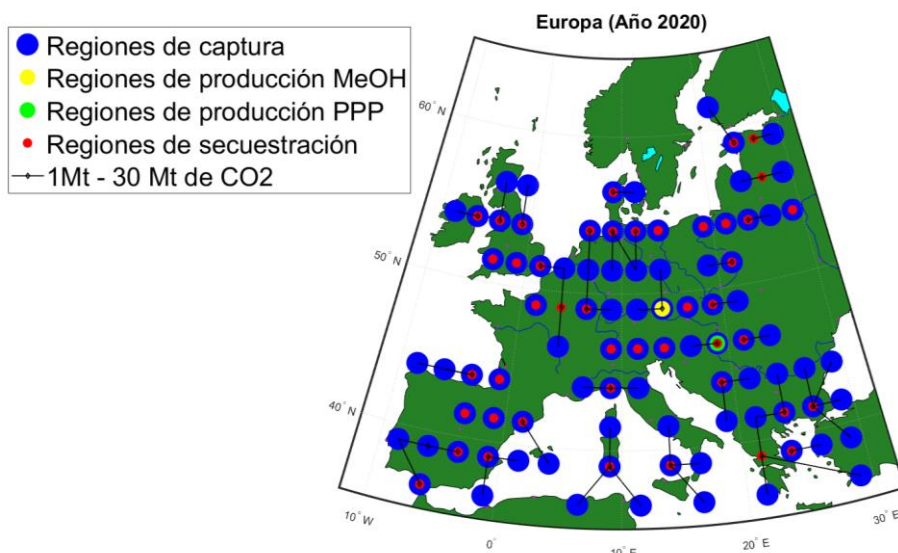 Europa (Año 2020)
Regiones de captura
Regiones de producción MeOH
Regiones de producción PPP
Regiones de secuestración
1Mt - 30 Mt de CO2
60° N
50° N
40° N
10° W
0°
10° E
20° E
30° E